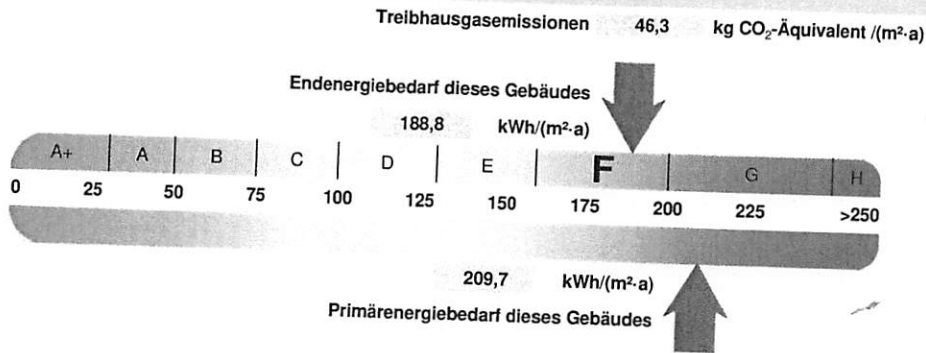 Treibhausgasemissionen 46,3 kg CO₂-Äquivalent /(m²·a)
Endenergiebedarf dieses Gebäudes
188,8 kWh/(m²·a)
A+ A B C D E F G H
0 25 50 75 100 125 150 175 200 225 >250
209,7 kWh/(m²·a)
Primärenergiebedarf dieses Gebäudes